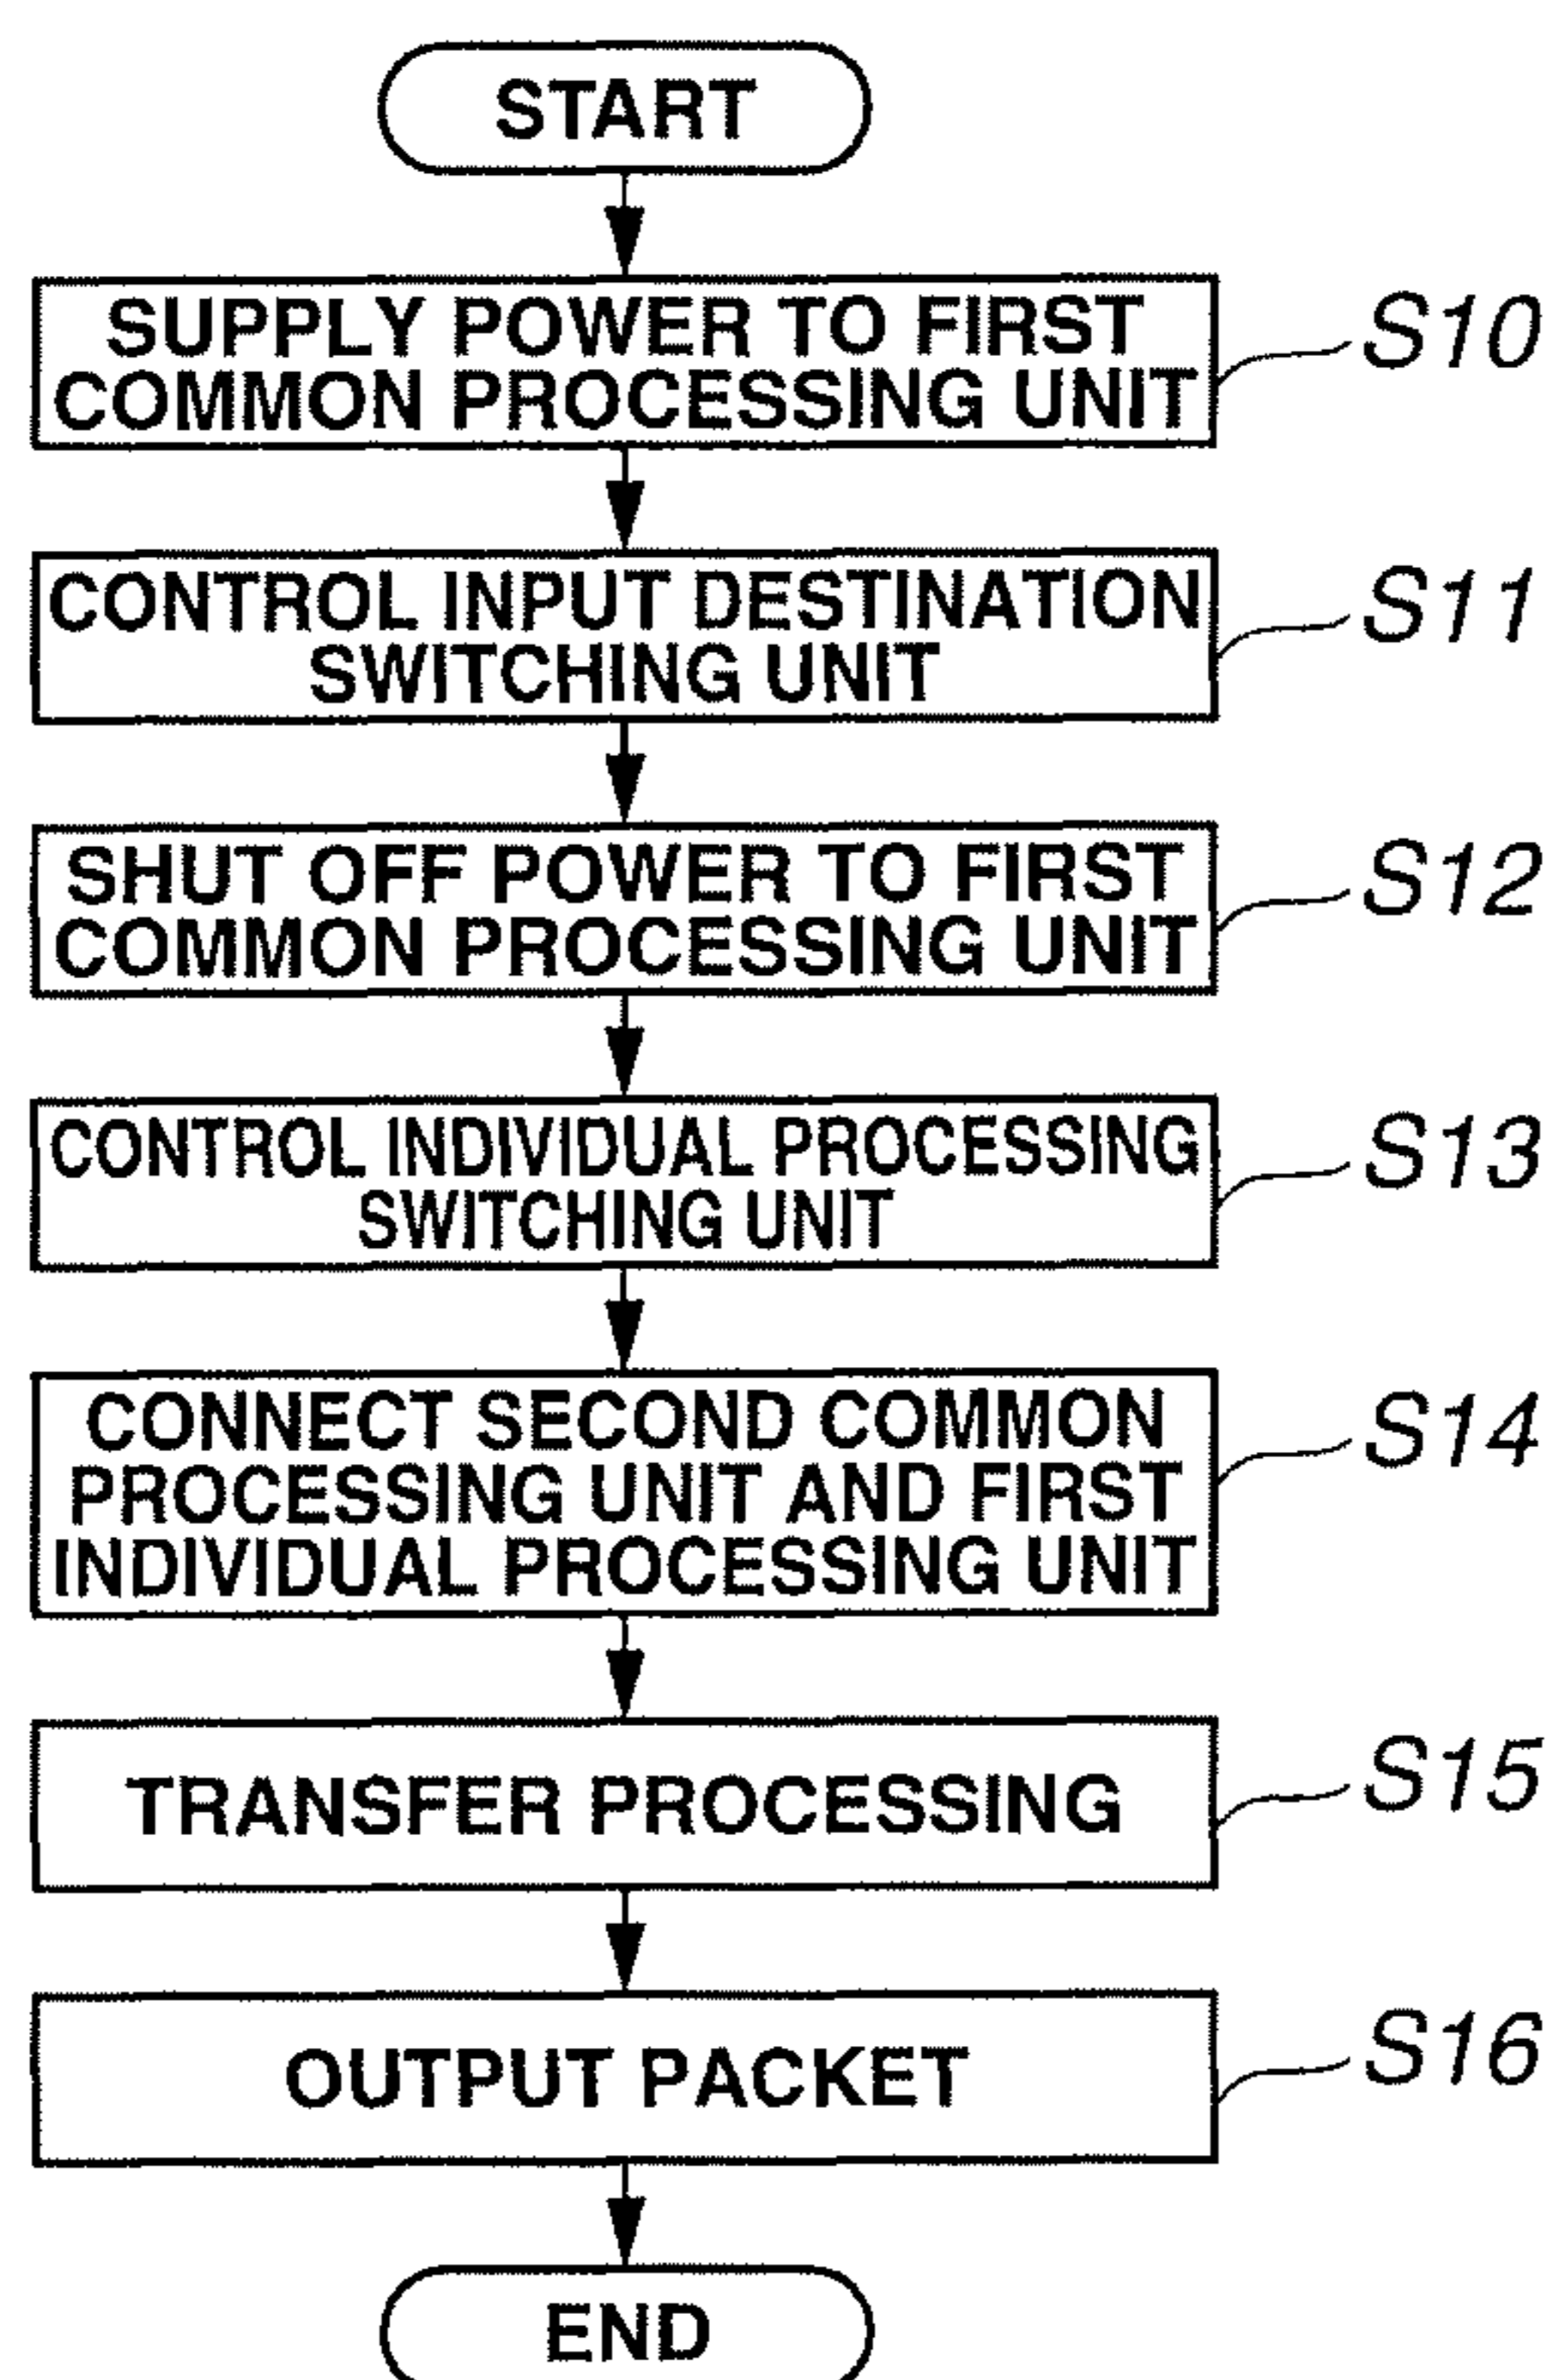 START
SUPPLY POWER TO FIRST
COMMON PROCESSING UNIT
S10
CONTROL INPUT DESTINATION
SWITCHING UNIT
S11
SHUT OFF POWER TO FIRST
COMMON PROCESSING UNIT
S12
CONTROL INDIVIDUAL PROCESSING
SWITCHING UNIT
S13
CONNECT SECOND COMMON
PROCESSING UNIT AND FIRST
INDIVIDUAL PROCESSING UNIT
S14
TRANSFER PROCESSING
S15
OUTPUT PACKET
S16
END